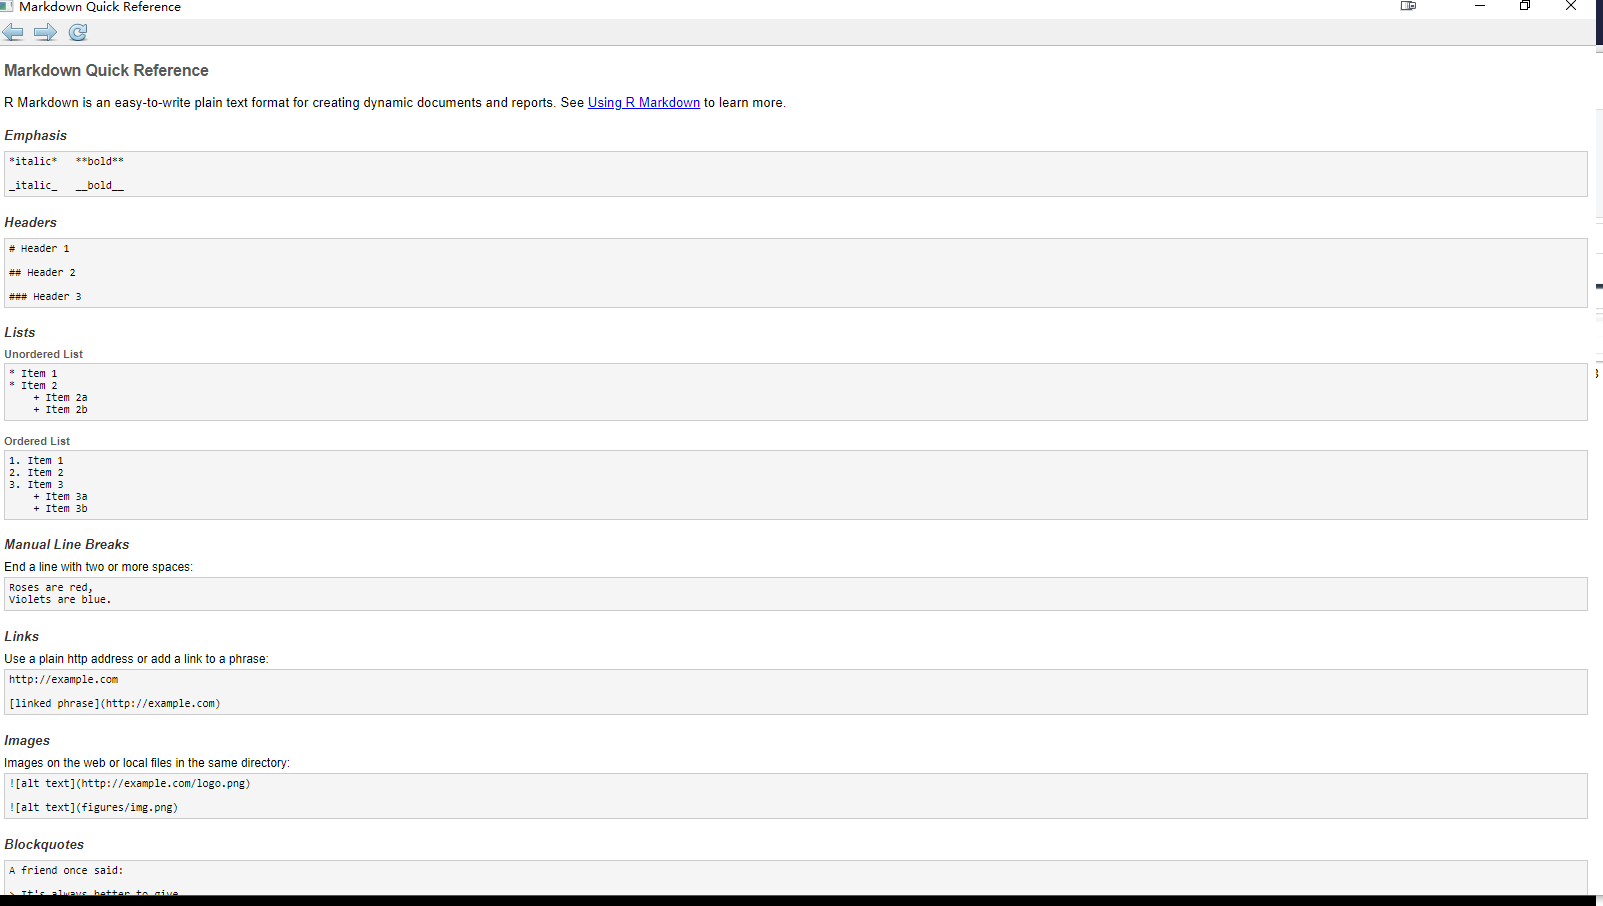 Markdown Quick Reference
Markdown Quick Reference
R Markdown is an easy-to-write plain text format for creating dynamic documents and reports. See Using R Markdown to learn more.
Emphasis
*italic*   **bold**
_italic_   __bold__
Headers
# Header 1
## Header 2
### Header 3
Lists
Unordered List
* Item 1
* Item 2
    + Item 2a
    + Item 2b
Ordered List
1. Item 1
2. Item 2
3. Item 3
    + Item 3a
    + Item 3b
Manual Line Breaks
End a line with two or more spaces:
Roses are red,
Violets are blue.
Links
Use a plain http address or add a link to a phrase:
http://example.com
[linked phrase](http://example.com)
Images
Images on the web or local files in the same directory:
![alt text](http://example.com/logo.png)
![alt text](figures/img.png)
Blockquotes
A friend once said:
> It's always better to give